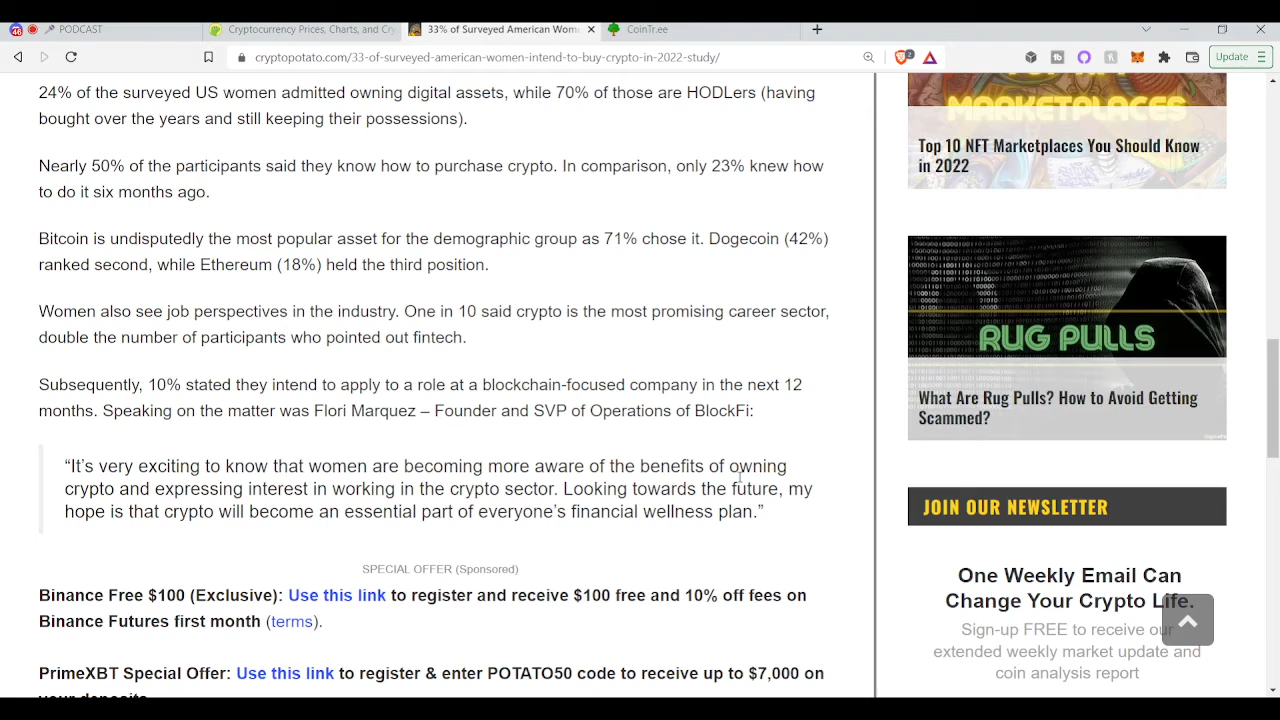 PODCAST
Cryptocurrency Prices, Charts, and Cry
33% of Surveyed American Wom
CoinTree
cryptopotato.com/33-of-surveyed-american-women-intend-to-buy-crypto-in-2022-study/
Update
24% of the surveyed US women admitted owning digital assets, while 70% of those are HODLers (having
bought over the years and still keeping their possessions).
Nearly 50% of the participants said they know how to purchase crypto. In comparison, only 23% knew how
to do it six months ago.
Bitcoin is undisputedly the most popular asset for the demographic group as 71% chose it. Dogecoin (42%)
ranked second, while Ethereum (18%) held the third position.
Women also see job perspectives in the industry. One in 10 said crypto is the most promising career sector,
double the number of participants who pointed out fintech.
Subsequently, 10% stated they intend to apply to a role at a blockchain-focused company in the next 12
months. Speaking on the matter was Flori Marquez – Founder and SVP of Operations of BlockFi:
“It’s very exciting to know that women are becoming more aware of the benefits of owning
crypto and expressing interest in working in the crypto sector. Looking towards the future, my
hope is that crypto will become a central part of everyone’s financial wellness plan.”
SPECIAL OFFER (Sponsored)
Binance Free $100 (Exclusive): Use this link to register and receive $100 free and 10% off fees on
Binance Futures first month (terms).
PrimeXBT Special Offer: Use this link to register & enter POTATO50 code to receive up to $7,000 on
your deposits
MARKETPLACES
Top 10 NFT Marketplaces You Should Know
in 2022
RUG PULLS
What Are Rug Pulls? How to Avoid Getting
Scammed?
JOIN OUR NEWSLETTER
One Weekly Email Can
Change Your Crypto Life.
Sign-up FREE to receive our
extended weekly market update and
coin analysis report